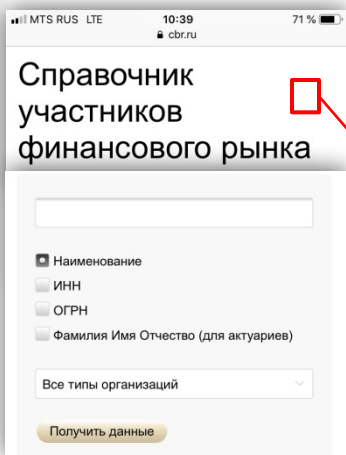 MTS RUS LTE 10:39 71 %
cbr.ru
Справочник
участников
финансового рынка
Наименование
ИНН
ОГРН
Фамилия Имя Отчество (для актуариев)
Все типы организаций
Получить данные